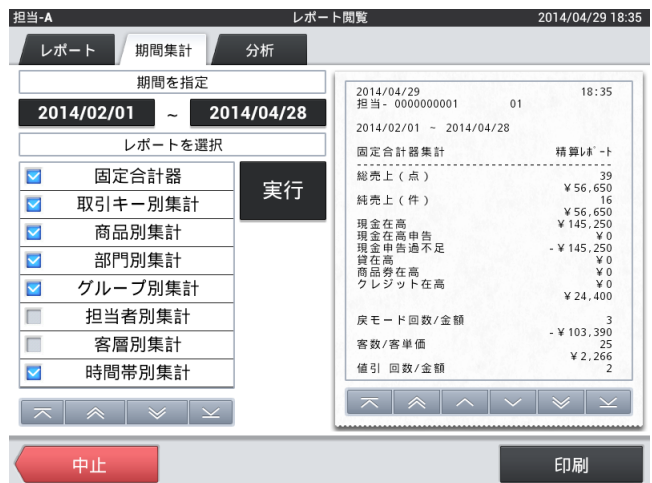 担当-A レポート閲覧 2014/04/29 18:35
レポート 期間集計 分析
期間を指定
2014/02/01 ~ 2014/04/28
レポートを選択
固定合計器
取引キー別集計
商品別集計
部門別集計
グループ別集計
担当者別集計
客層別集計
時間帯別集計
実行
2014/04/29 18:35
担当- 0000000001 01
2014/02/01 ~ 2014/04/28
固定合計器集計 精算ﾚﾎﾟｰﾄ
総売上(点) 39
¥56,650
純売上(件) 16
¥56,650
現金在高 ¥145,250
現金在高申告 ¥0
現金申告過不足 -¥145,250
貸在高 ¥0
商品券在高 ¥0
クレジット在高 ¥0
¥24,400
戻モード回数/金額 3
-¥103,390
客数/客単価 25
¥2,266
値引 回数/金額 2
中止 印刷